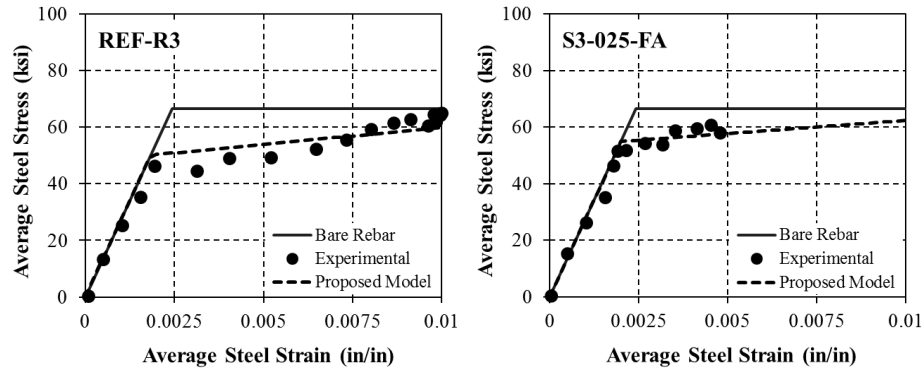 REF-R3
100
80
60
40
20
0
Average Steel Stress (ksi)
Bare Rebar
Experimental
Proposed Model
0 0.0025 0.005 0.0075 0.01
Average Steel Strain (in/in)
S3-025-FA
100
80
60
40
20
0
Average Steel Stress (ksi)
Bare Rebar
Experimental
Proposed Model
0 0.0025 0.005 0.0075 0.01
Average Steel Strain (in/in)